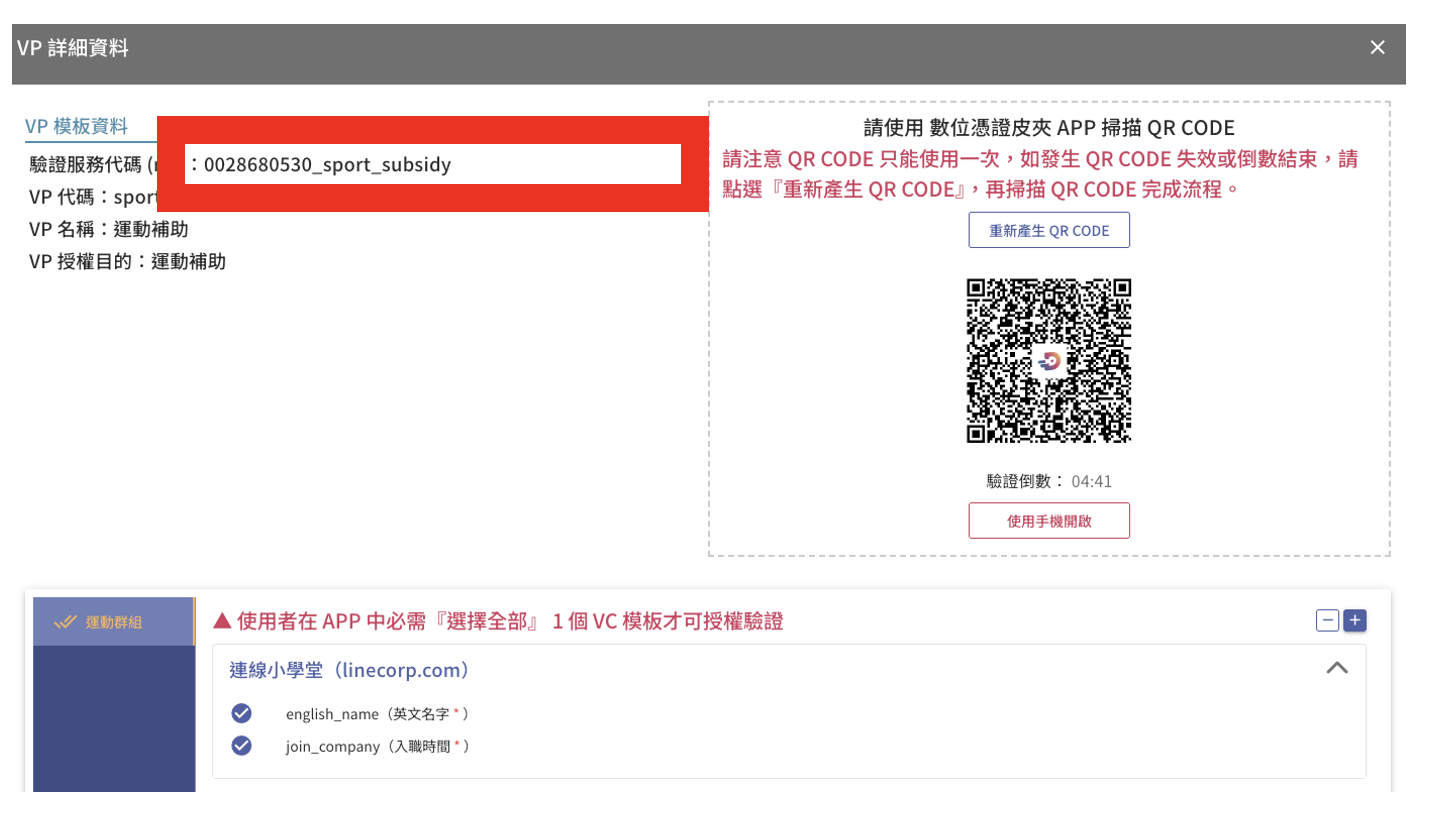 VP 詳細資料
VP 模板資料
驗證服務代碼 (
：0028680530_sport_subsidy
VP 代碼：spor
VP 名稱：運動補助
VP 授權目的：運動補助
請使用 數位憑證皮夾 APP 掃描 QR CODE
請注意 QR CODE 只能使用一次，如發生 QR CODE 失效或倒數結束，請
點選『重新產生 QR CODE』，再掃描 QR CODE 完成流程。
重新產生 QR CODE
驗證倒數： 04:41
使用手機開啟
運動群組
▲ 使用者在 APP 中必需『選擇全部』 1 個 VC 模板才可授權驗證
連線小學堂（linecorp.com）
english_name（英文名字 * ）
join_company（入職時間 * ）